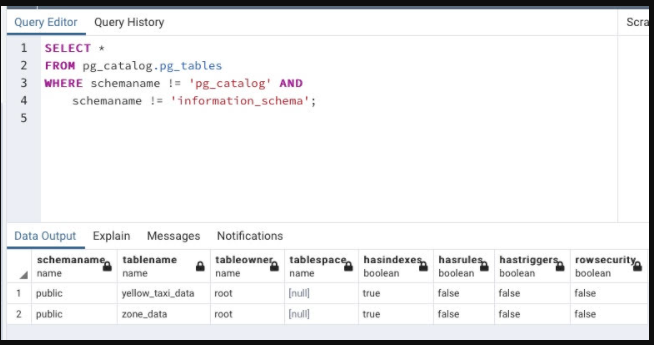 Query Editor Query History Scra
1 SELECT *
2 FROM pg_catalog.pg_tables
3 WHERE schemaname != 'pg_catalog' AND
4 schemaname != 'information_schema';
5
Data Output Explain Messages Notifications
schemaname tablename tableowner tablespace hasindexes hasrules hastriggers rowsecurity
name name name name boolean boolean boolean boolean
1 public yellow_taxi_data root [null] true false false false
2 public zone_data root [null] true false false false